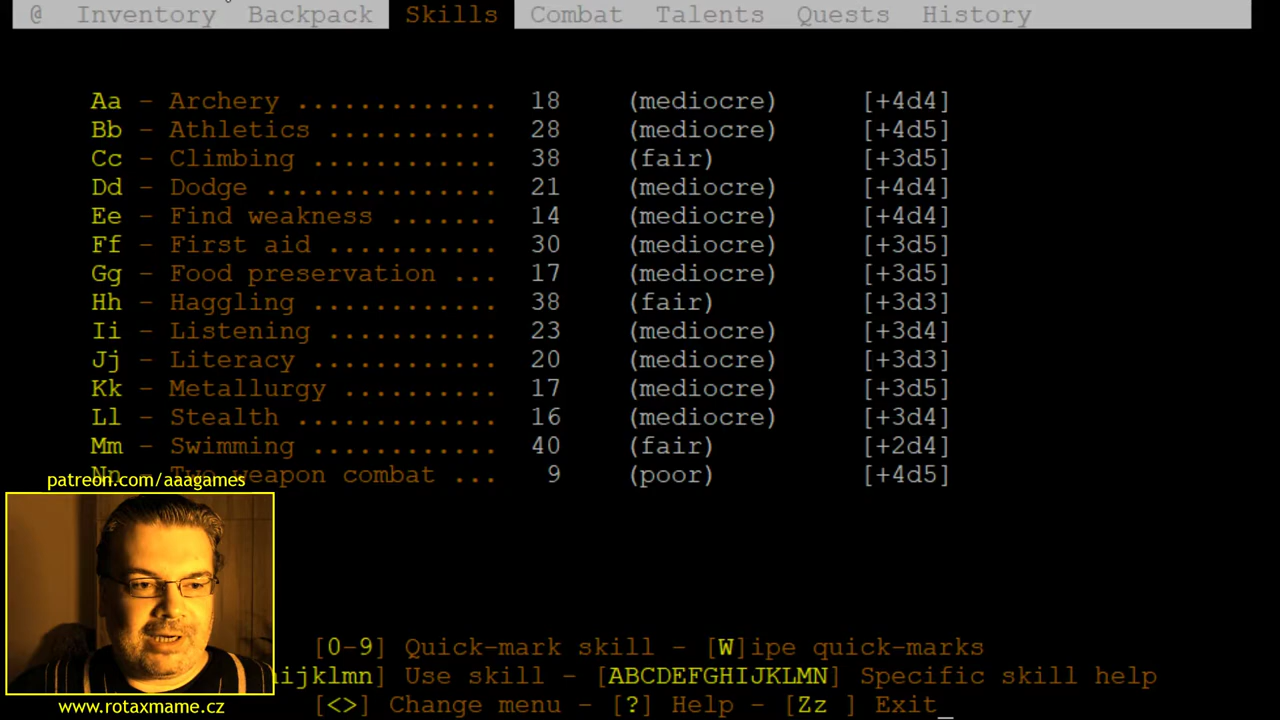 @ Inventory Backpack Skills Combat Talents Quests History
Aa - Archery ............. 18 (mediocre) [+4d4]
Bb - Athletics ........... 28 (mediocre) [+4d5]
Cc - Climbing ............ 38 (fair) [+3d5]
Dd - Dodge ............... 21 (mediocre) [+4d4]
Ee - Find weakness ....... 14 (mediocre) [+4d4]
Ff - First aid ........... 30 (mediocre) [+3d5]
Gg - Food preservation ... 17 (mediocre) [+3d5]
Hh - Haggling ............ 38 (fair) [+3d3]
Ii - Listening ........... 23 (mediocre) [+3d4]
Jj - Literacy ............ 20 (mediocre) [+3d3]
Kk - Metallurgy .......... 17 (mediocre) [+3d5]
Ll - Stealth ............. 16 (mediocre) [+3d4]
Mm - Swimming ............ 40 (fair) [+2d4]
Nn - Two weapon combat ... 9 (poor) [+4d5]
patreon.com/aaagames
[0-9] Quick-mark skill - [W]ipe quick-marks
hijklmn] Use skill - [ABCDEFGHIJKLMN] Specific skill help
[<>] Change menu - [?] Help - [Zz ] Exit_
www.rotaxmame.cz